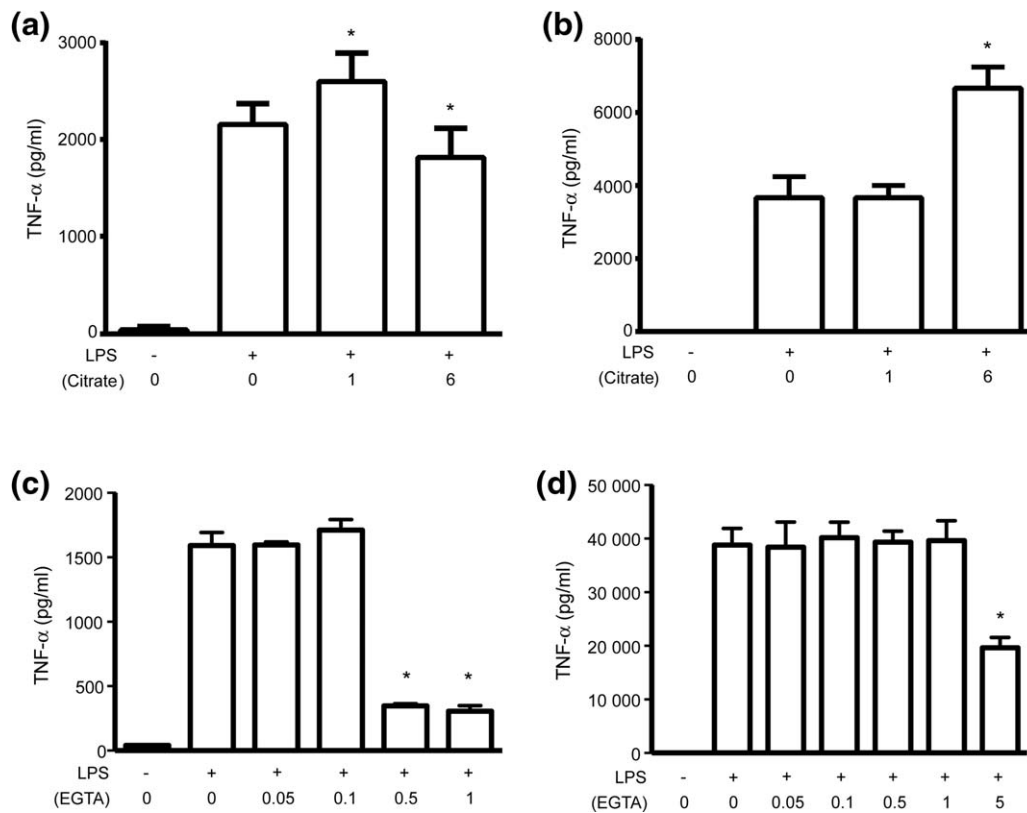 (a)
TNF-α (pg/ml)
3000
2000
1000
0
*
*
LPS - + + +
(Citrate) 0 0 1 6
(b)
TNF-α (pg/ml)
8000
6000
4000
2000
0
*
LPS - + + +
(Citrate) 0 0 1 6
(c)
TNF-α (pg/ml)
2000
1500
1000
500
0
* *
LPS - + + + + +
(EGTA) 0 0 0.05 0.1 0.5 1
(d)
TNF-α (pg/ml)
50 000
40 000
30 000
20 000
10 000
0
*
LPS - + + + + + +
(EGTA) 0 0 0.05 0.1 0.5 1 5